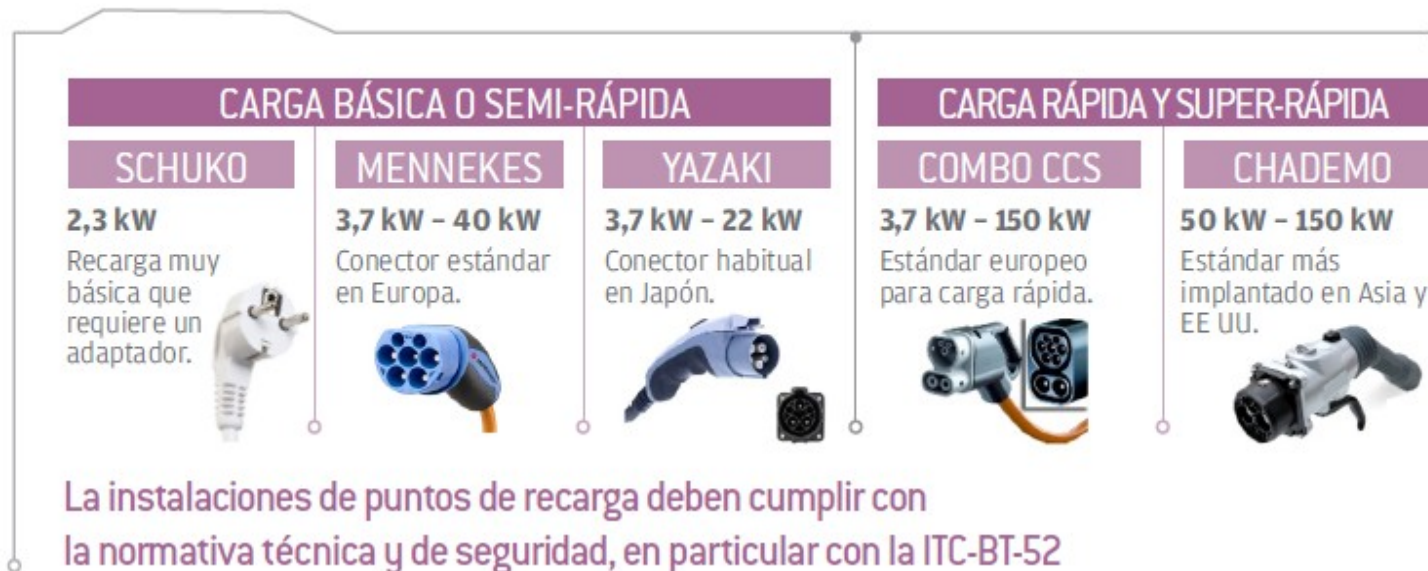 CARGA BÁSICA O SEMI-RÁPIDA
SCHUKO
2,3 kW
Recarga muy
básica que
requiere un
adaptador.
MENNEKES
3,7 kW – 40 kW
Conector estándar
en Europa.
YAZAKI
3,7 kW – 22 kW
Conector habitual
en Japón.
CARGA RÁPIDA Y SUPER-RÁPIDA
COMBO CCS
3,7 kW – 150 kW
Estándar europeo
para carga rápida.
CHADEMO
50 kW – 150 kW
Estándar más
implantado en Asia y
EE UU.
La instalaciones de puntos de recarga deben cumplir con
la normativa técnica y de seguridad, en particular con la ITC-BT-52